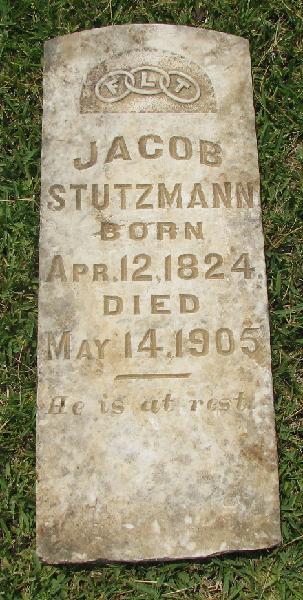 F L T
JACOB
STUTZMANN
BORN
APR. 12, 1824
DIED
MAY 14, 1905
He is at rest.